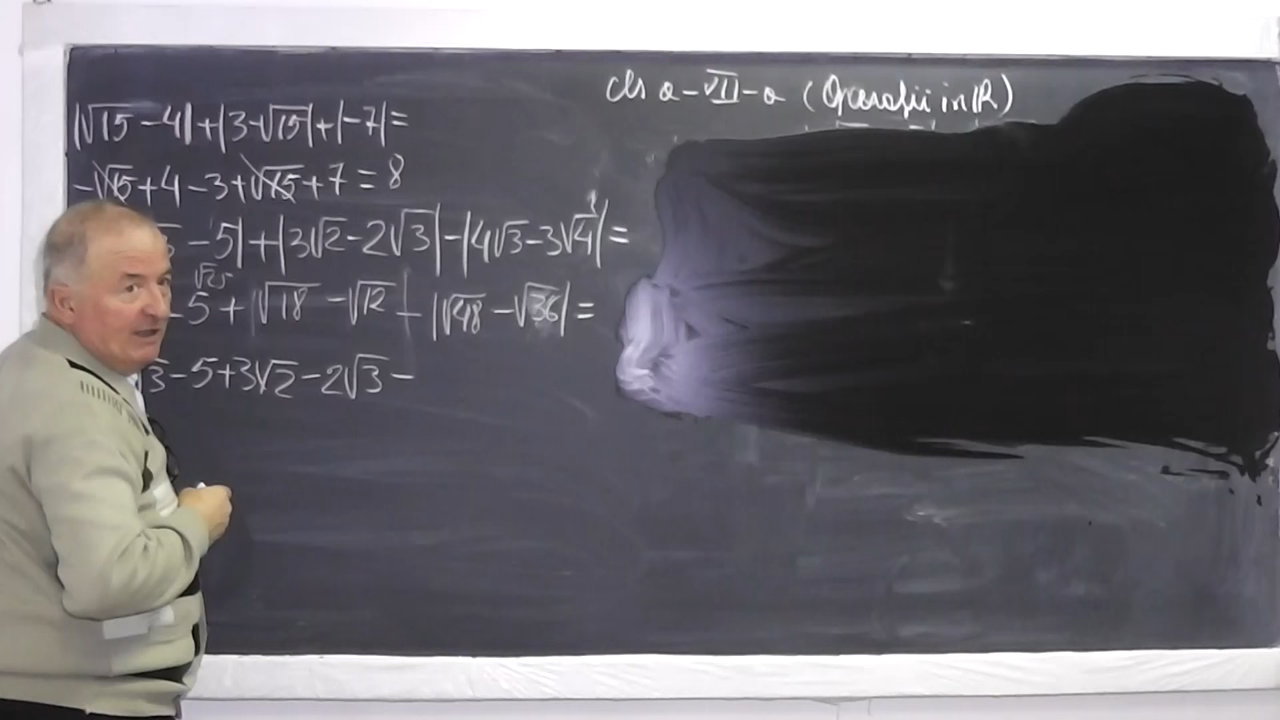 cls a-VII-a (Operații in ℝ)
|√15 - 4| + |3 - √15| + |-7| =
-√15 + 4 - 3 + √15 + 7 = 8
- 5| + |3√2 - 2√3| - |4√3 - 3√4| =
√25
- 5 + |√18 - √12| - |√48 - √36| =
√3 - 5 + 3√2 - 2√3 -